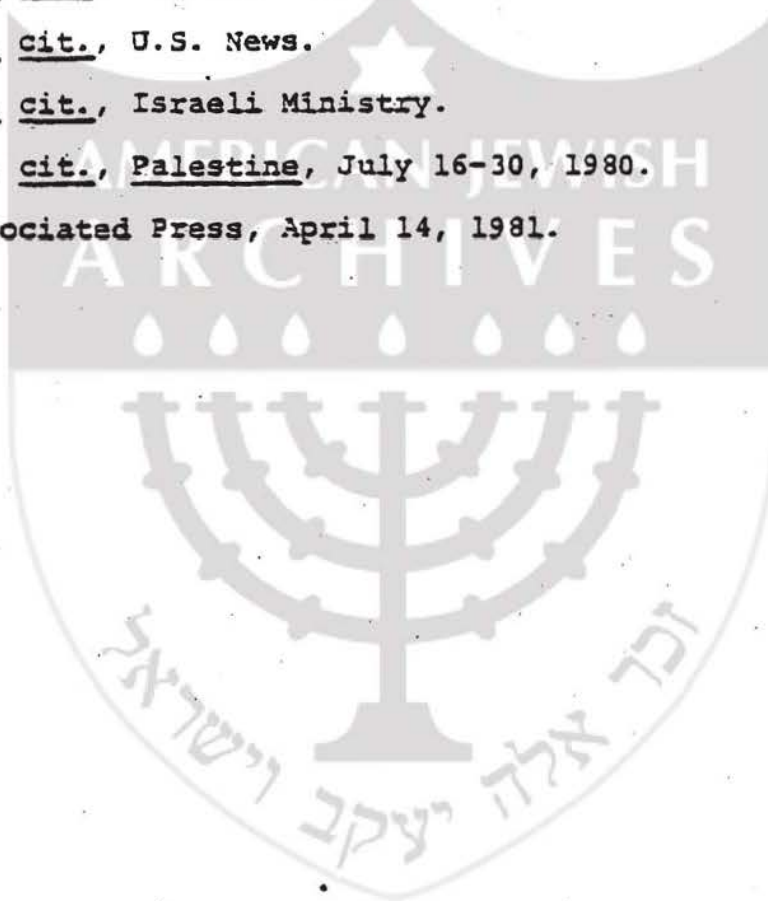 cit., U.S. News.
cit., Israeli Ministry.
cit., Palestine, July 16-30, 1980.
ociated Press, April 14, 1981.
AMERICAN JEWISH
ARCHIVES
זכר אלה יעקב וישראל